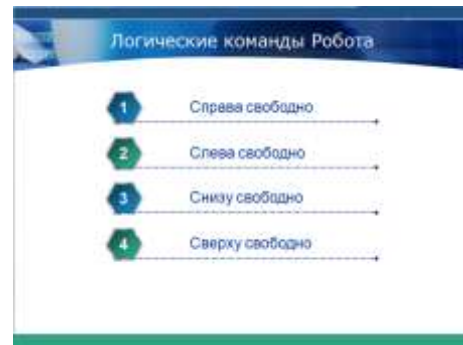 Логические команды Робота
1 Справа свободно
2 Слева свободно
3 Снизу свободно
4 Сверху свободно